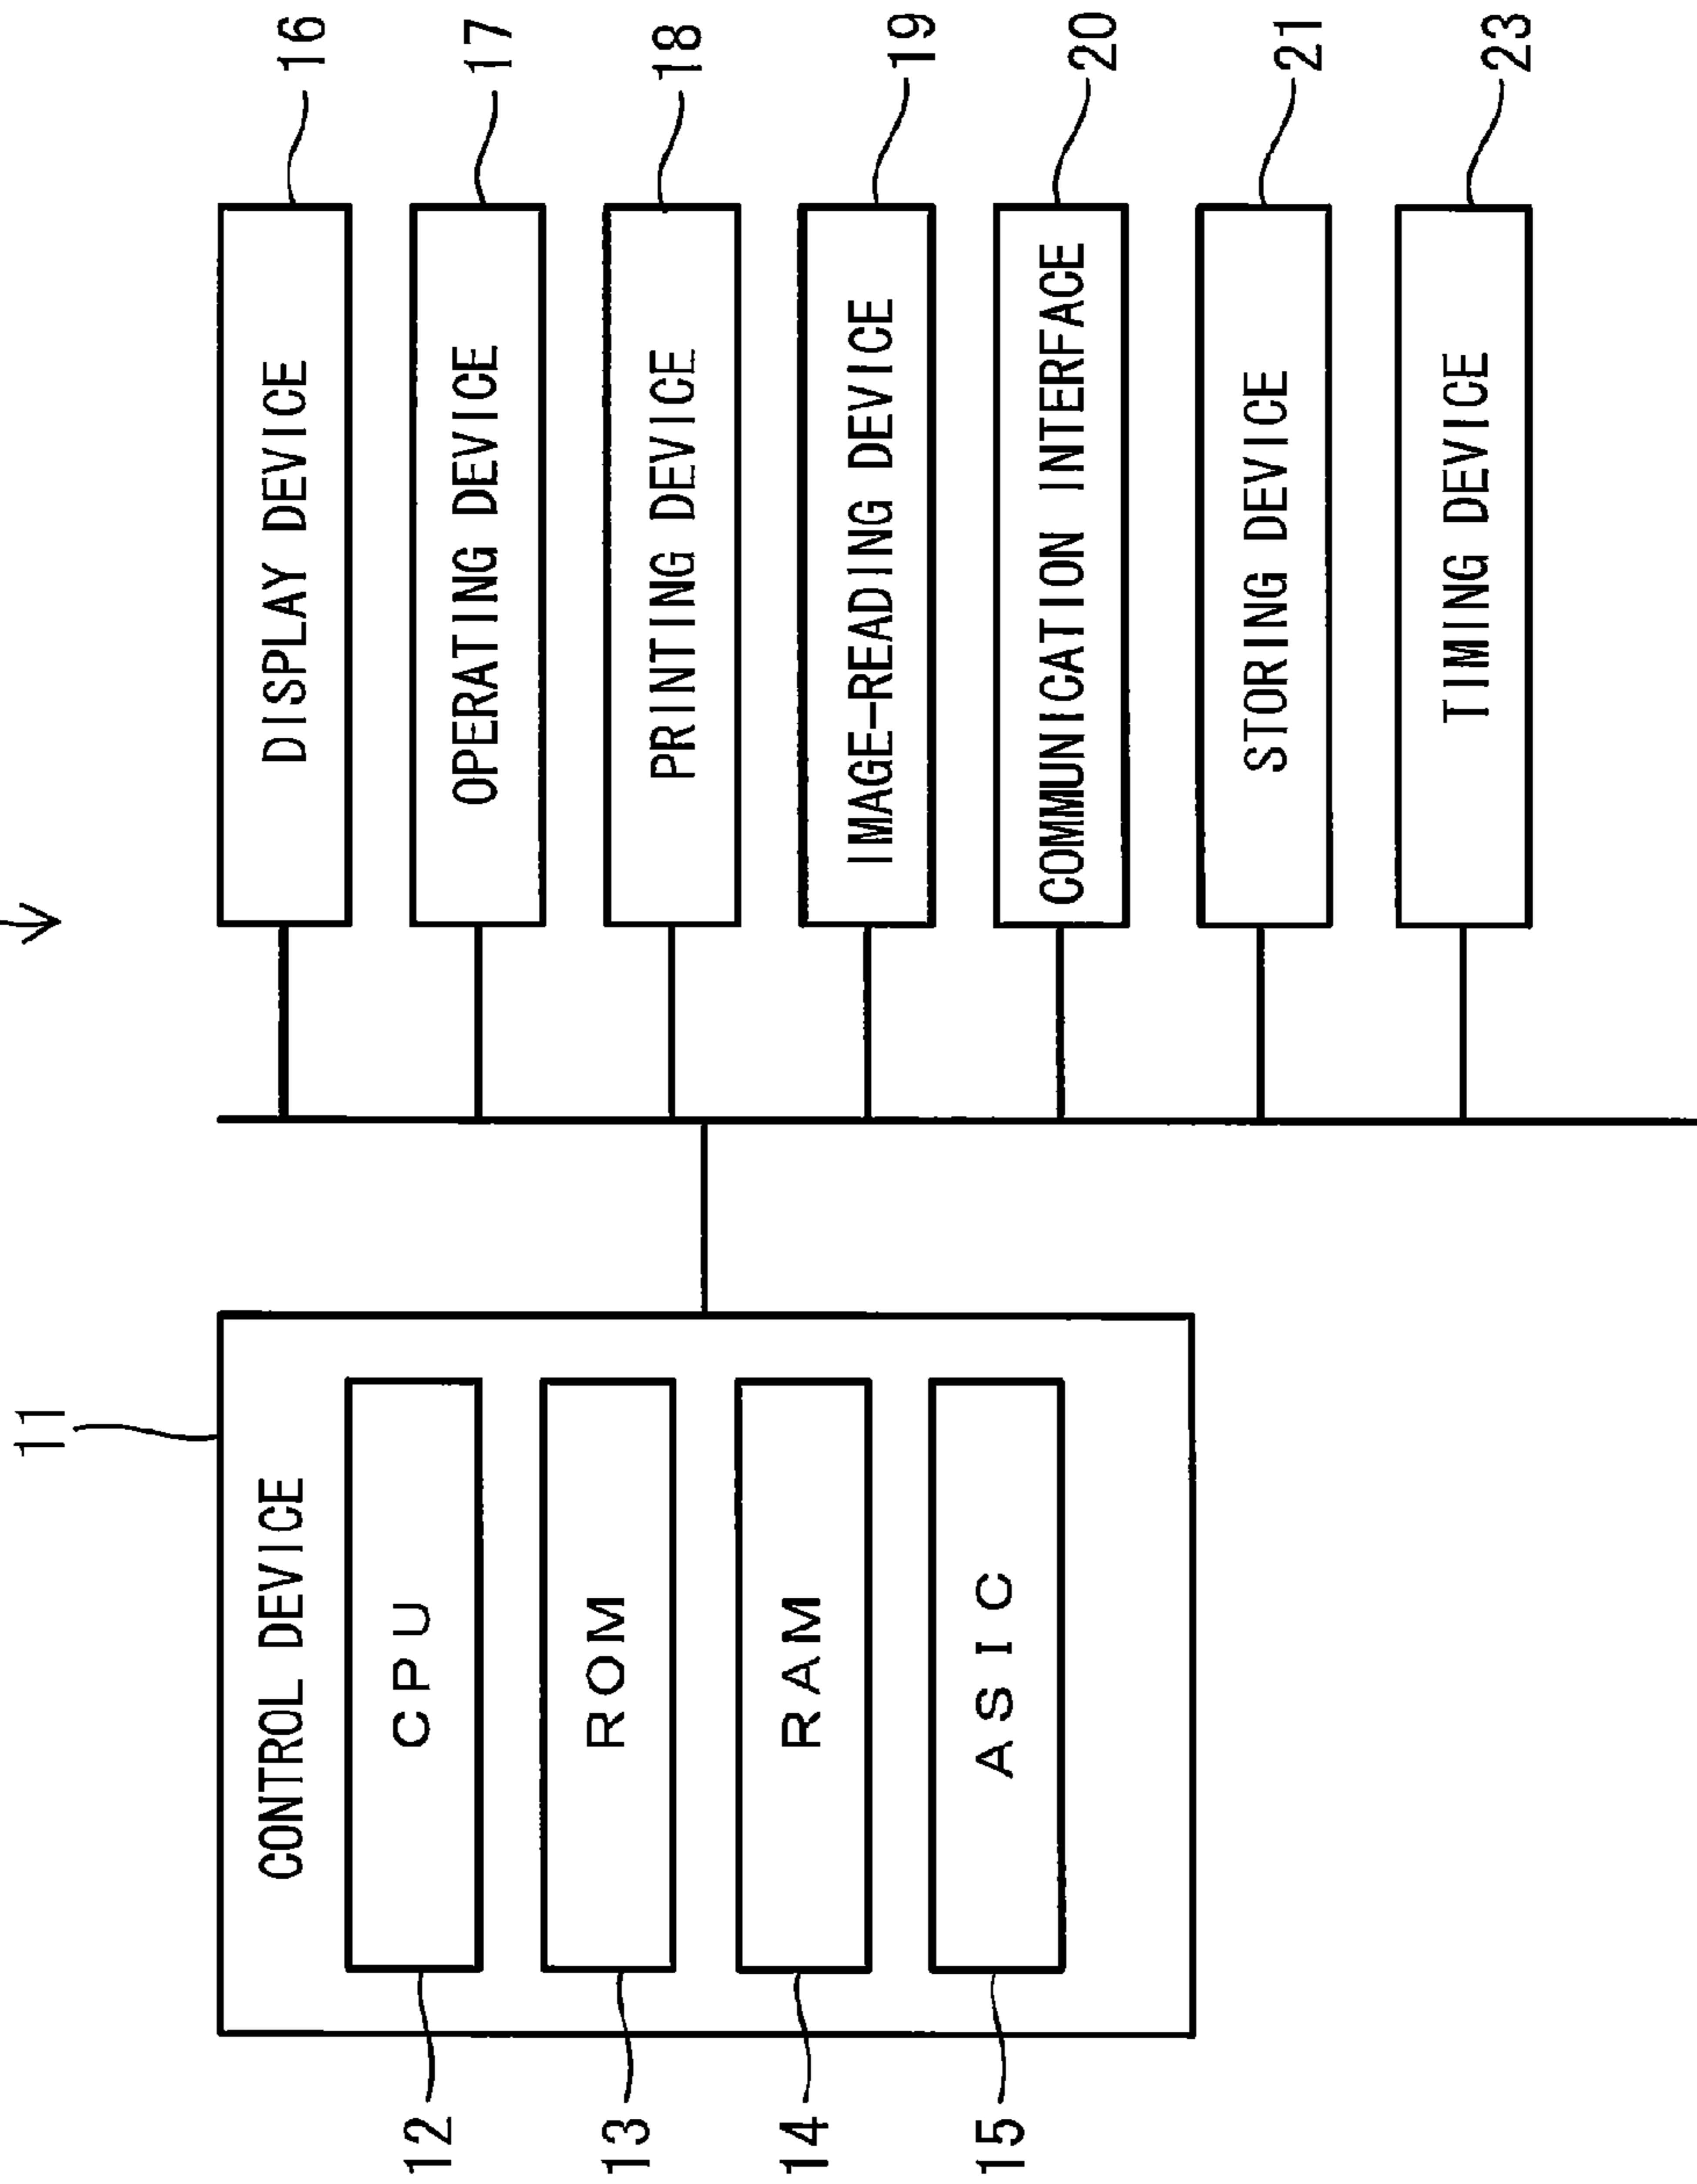 11
CONTROL DEVICE
12
CPU
13
ROM
14
RAM
15
ASIC
DISPLAY DEVICE
16
OPERATING DEVICE
17
PRINTING DEVICE
18
IMAGE-READING DEVICE
19
COMMUNICATION INTERFACE
20
STORING DEVICE
21
TIMING DEVICE
23